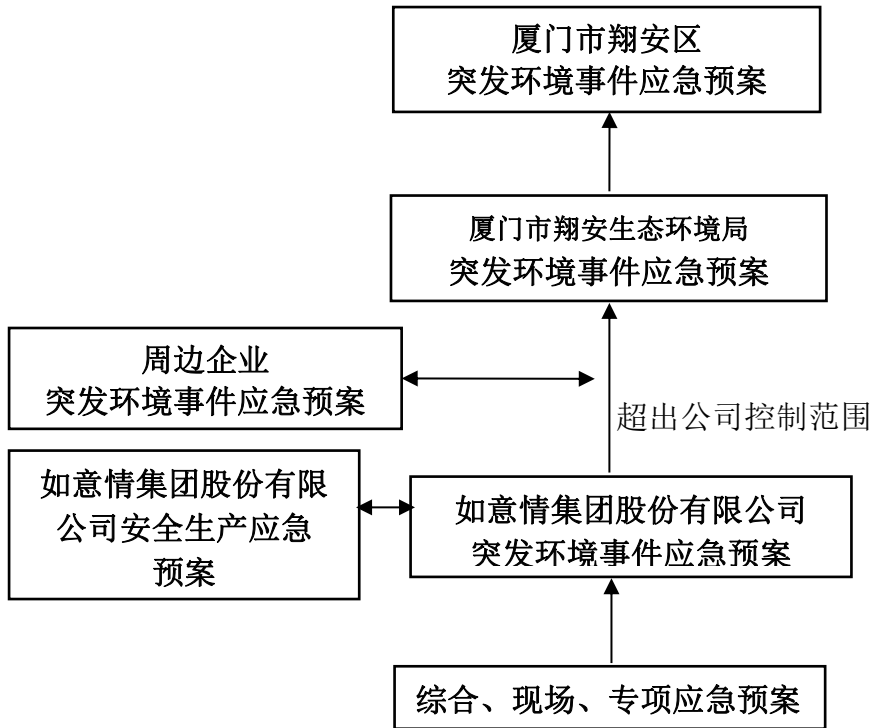 厦门市翔安区
突发环境事件应急预案
厦门市翔安生态环境局
突发环境事件应急预案
周边企业
突发环境事件应急预案
超出公司控制范围
如意情集团股份有限
公司安全生产应急
预案
如意情集团股份有限公司
突发环境事件应急预案
综合、现场、专项应急预案